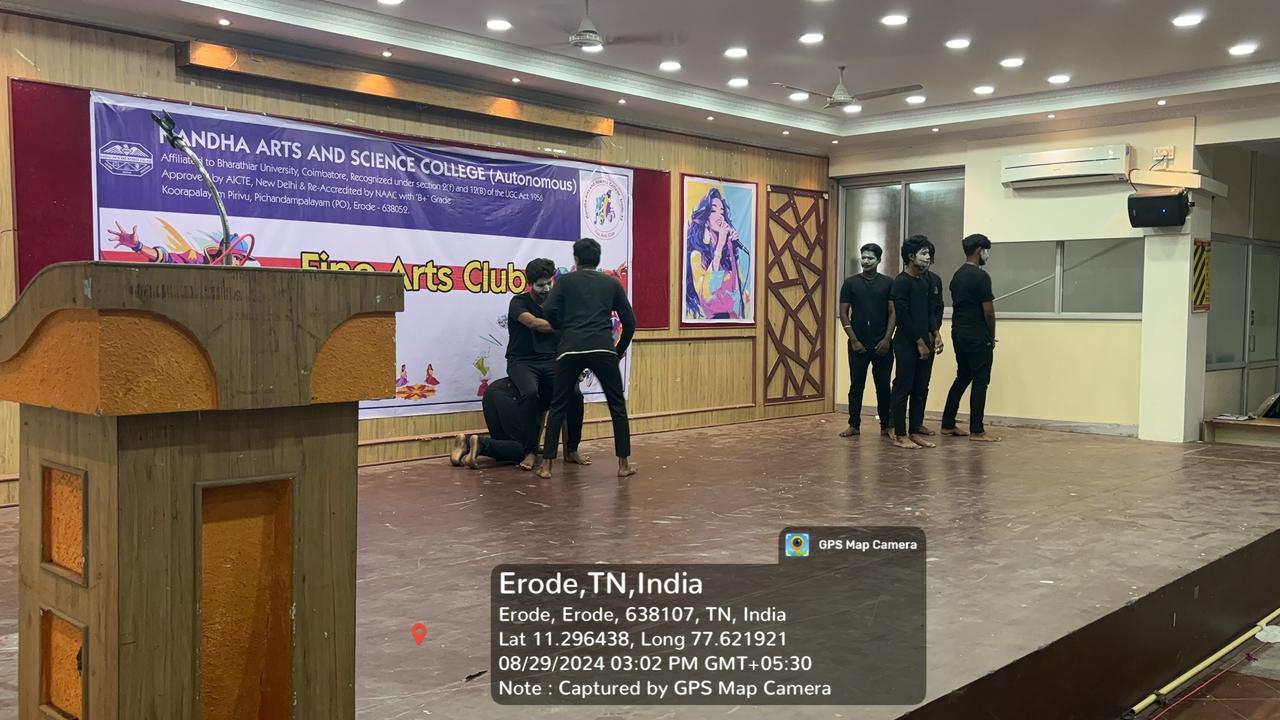 NANDHA ARTS AND SCIENCE COLLEGE (Autonomous)
Affiliated to Bharathiar University, Coimbatore, Recognized under section 2(f) and 12(B) of the UGC Act 1956
Approved by AICTE, New Delhi & Re-Accredited by NAAC with 'B+' Grade
Koorapalayam Pirivu, Pichandampalayam (PO), Erode - 638052.
Fine Arts Club
GPS Map Camera
Erode,TN,India
Erode, Erode, 638107, TN, India
Lat 11.296438, Long 77.621921
08/29/2024 03:02 PM GMT+05:30
Note : Captured by GPS Map Camera